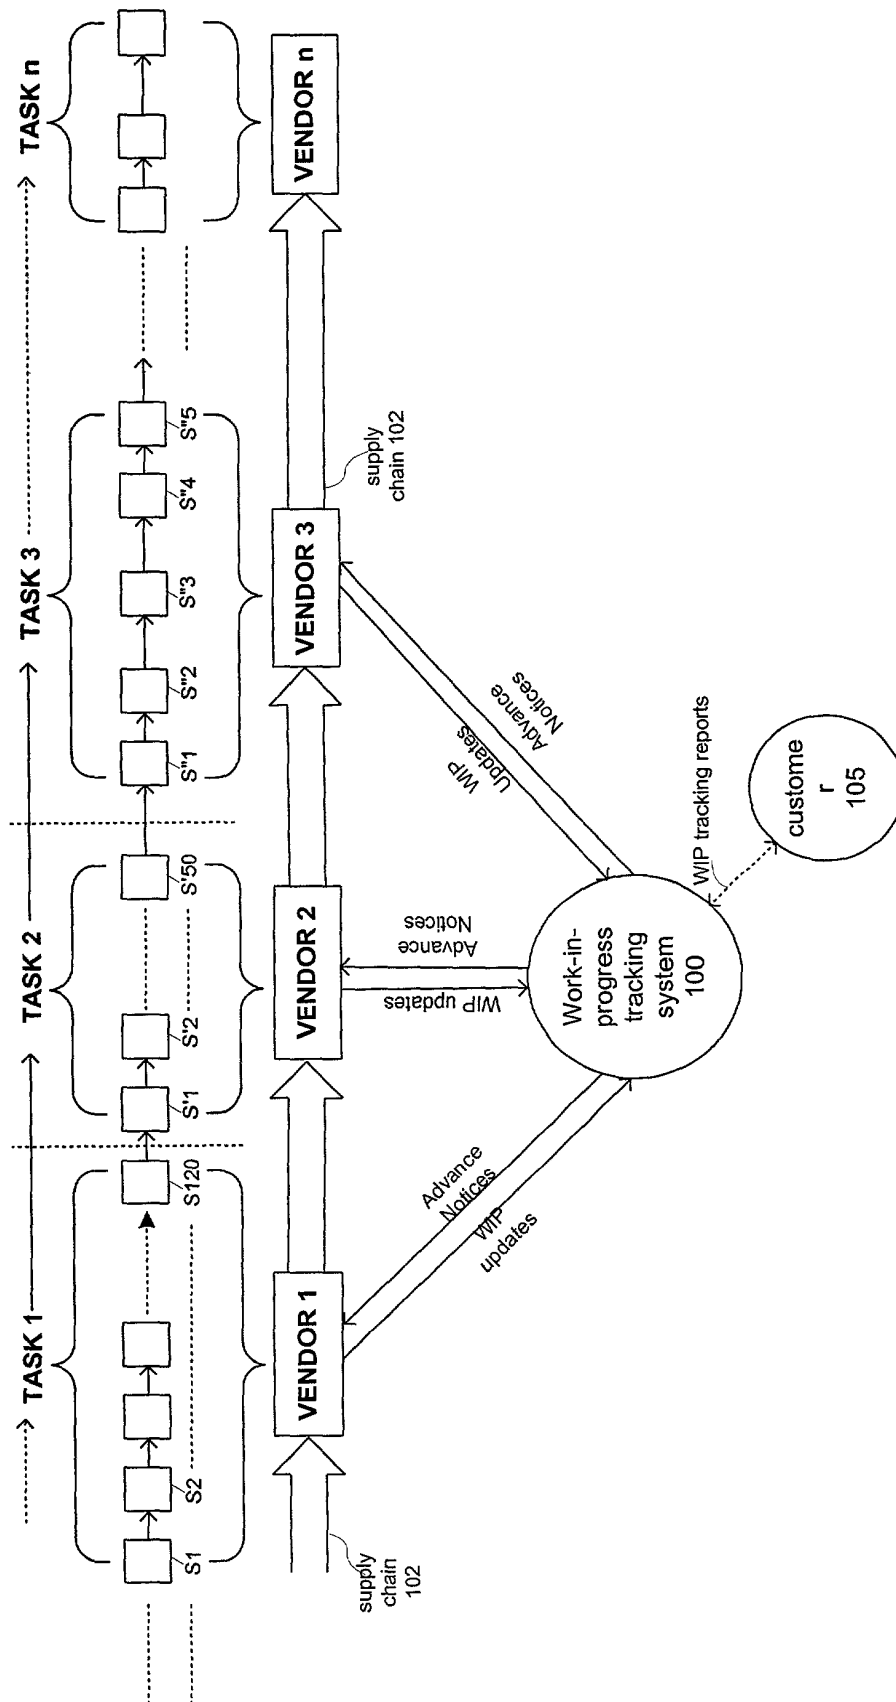 TASK 1
TASK 2
TASK 3
TASK n
S1
S2
S120
S'1
S'2
S'50
S"1
S"2
S"3
S"4
S"5
VENDOR 1
VENDOR 2
VENDOR 3
VENDOR n
supply
chain
102
supply
chain 102
Advance
Notices
WIP
updates
WIP updates
Advance
Notices
WIP
Updates
Advance
Notices
Work-in-
progress
tracking
system
100
WIP tracking reports
custome
r
105